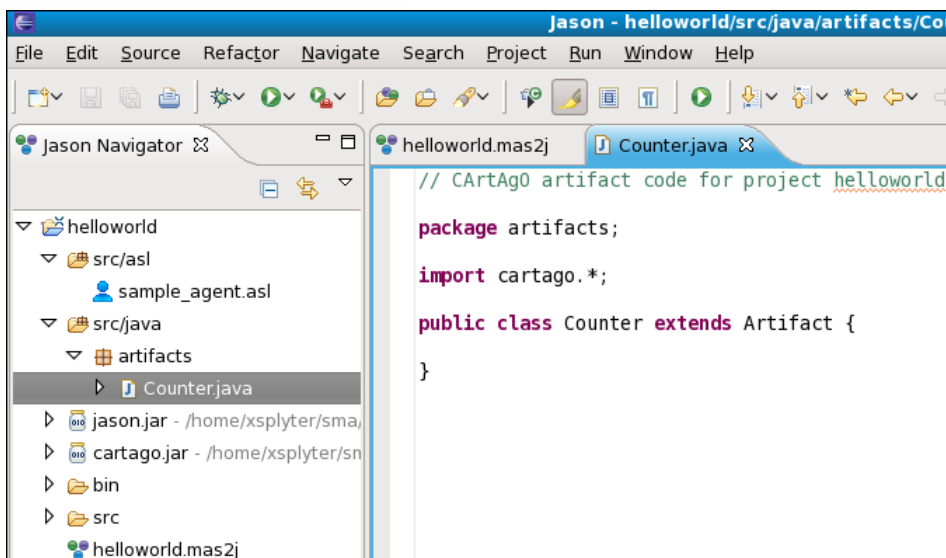 Jason - helloworld/src/java/artifacts/Co
File Edit Source Refactor Navigate Search Project Run Window Help
Jason Navigator
helloworld
src/asl
sample_agent.asl
src/java
artifacts
Counter.java
jason.jar - /home/xsplyter/sma/
cartago.jar - /home/xsplyter/sm
bin
src
helloworld.mas2j
helloworld.mas2j Counter.java
// CArtAgO artifact code for project helloworld
package artifacts;
import cartago.*;
public class Counter extends Artifact {
}